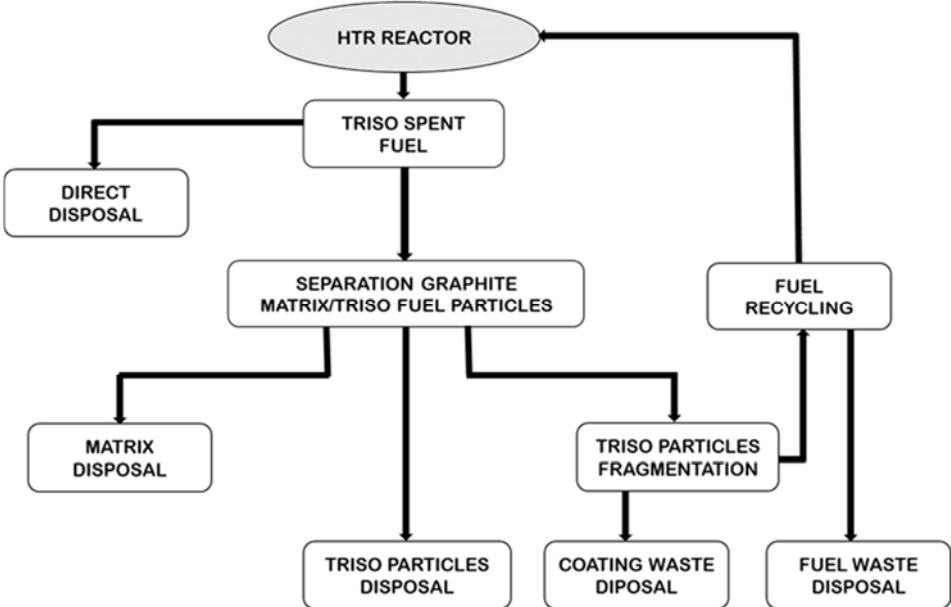 HTR REACTOR
TRISO SPENT
FUEL
DIRECT
DISPOSAL
SEPARATION GRAPHITE
MATRIX/TRISO FUEL PARTICLES
FUEL
RECYCLING
MATRIX
DISPOSAL
TRISO PARTICLES
FRAGMENTATION
TRISO PARTICLES
DISPOSAL
COATING WASTE
DIPOSAL
FUEL WASTE
DISPOSAL